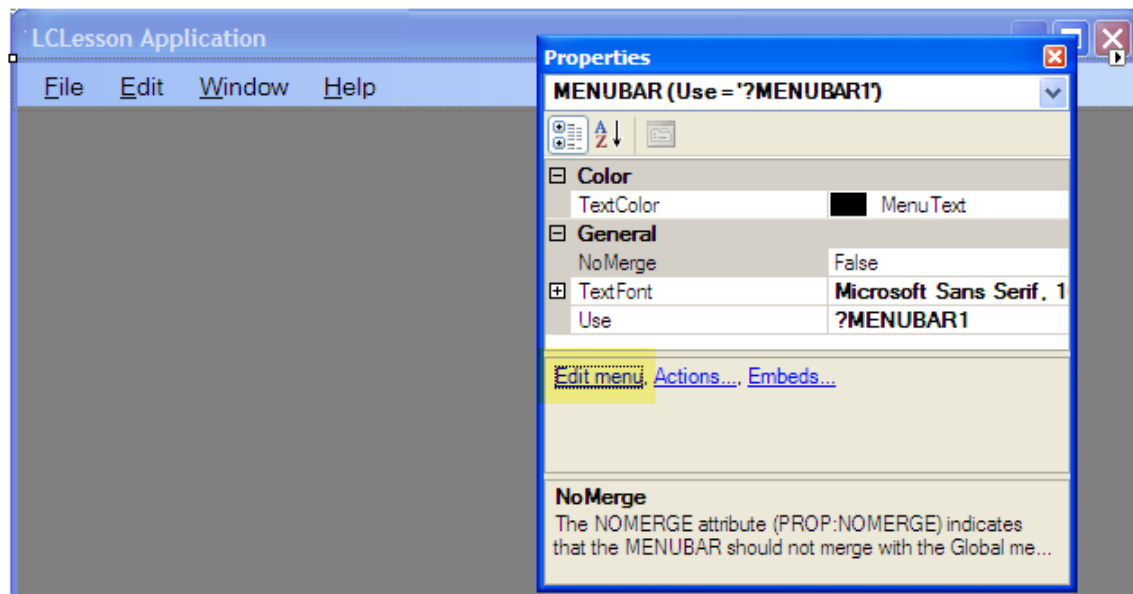 LCLesson Application
File Edit Window Help
Properties
MENUBAR (Use = '?MENUBAR1')
A
Z
Color
TextColor MenuText
General
NoMerge False
TextFont Microsoft Sans Serif, 1
Use ?MENUBAR1
Edit menu, Actions..., Embeds...
NoMerge
The NOMERGE attribute (PROP:NOMERGE) indicates
that the MENUBAR should not merge with the Global me...